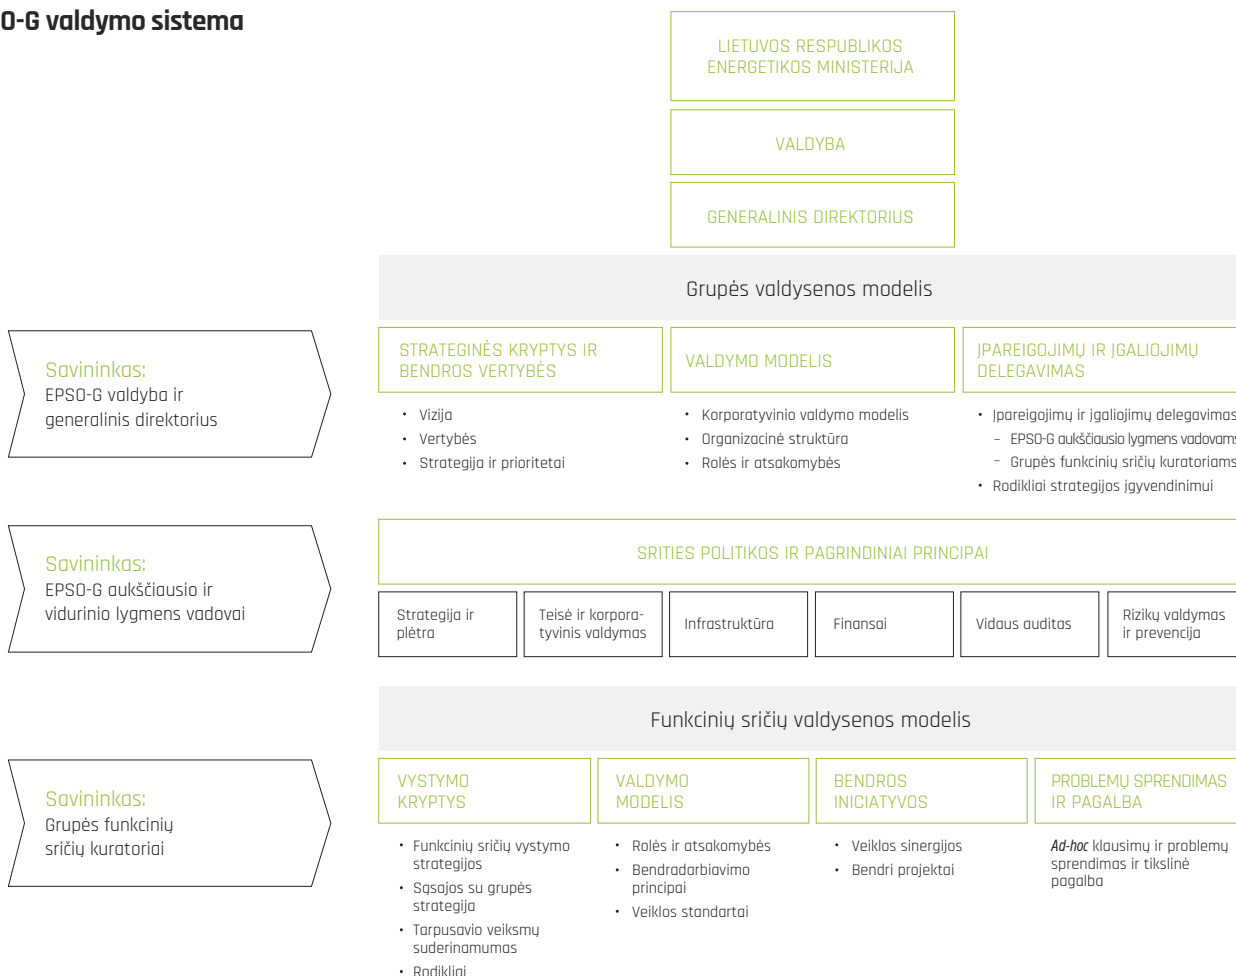 O-G valdymo sistema
LIETUVOS RESPUBLIKOS
ENERGETIKOS MINISTERIJA
VALDYBA
GENERALINIS DIREKTORIUS
Grupės valdysenos modelis
Savininkas:
EPSO-G valdyba ir
generalinis direktorius
STRATEGINĖS KRYPTYS IR
BENDROS VERTYBĖS
• Vizija
• Vertybės
• Strategija ir prioritetai
VALDYMO MODELIS
• Korporatyvinio valdymo modelis
• Organizacinė struktūra
• Rolės ir atsakomybės
ĮPAREIGOJIMŲ IR ĮGALIOJIMŲ
DELEGAVIMAS
• Įpareigojimų ir įgaliojimų delegavimas
– EPSO-G aukščiausio lygmens vadovams
– Grupės funkcinių sričių kuratoriams
• Rodikliai strategijos įgyvendinimui
Savininkas:
EPSO-G aukščiausio ir
vidurinio lygmens vadovai
SRITIES POLITIKOS IR PAGRINDINIAI PRINCIPAI
Strategija ir
plėtra
Teisė ir korpora-
tyvinis valdymas
Infrastruktūra
Finansai
Vidaus auditas
Rizikų valdymas
ir prevencija
Funkcinių sričių valdysenos modelis
Savininkas:
Grupės funkcinių
sričių kuratoriai
VYSTYMO
KRYPTYS
• Funkcinių sričių vystymo
strategijos
• Sąsajos su grupės
strategija
• Tarpusavio veiksmų
suderinamumas
• Rodikliai
VALDYMO
MODELIS
• Rolės ir atsakomybės
• Bendradarbiavimo
principai
• Veiklos standartai
BENDROS
INICIATYVOS
• Veiklos sinergijos
• Bendri projektai
PROBLEMŲ SPRENDIMAS
IR PAGALBA
Ad-hoc klausimų ir problemų
sprendimas ir tikslinė
pagalba